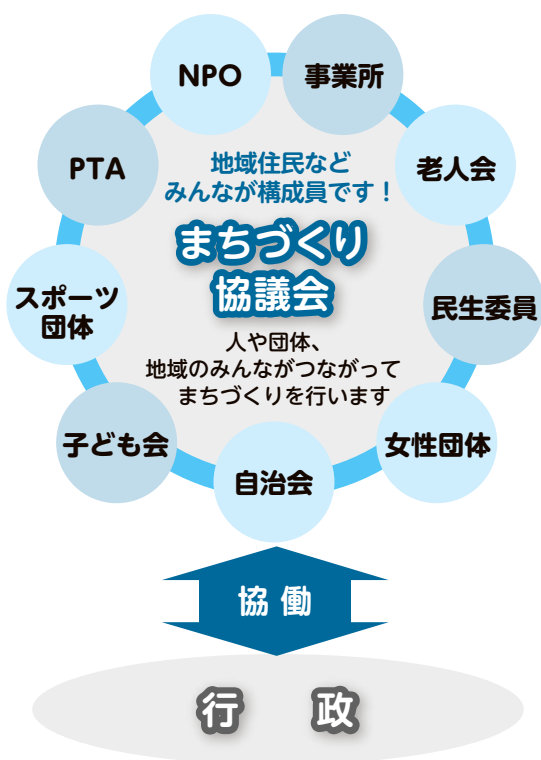 NPO
事業所
PTA
老人会
地域住民など
みんなが構成員です！
まちづくり
協議会
人や団体、
地域のみんながつながって
まちづくりを行います
スポーツ
団体
民生委員
子ども会
女性団体
自治会
協働
行政